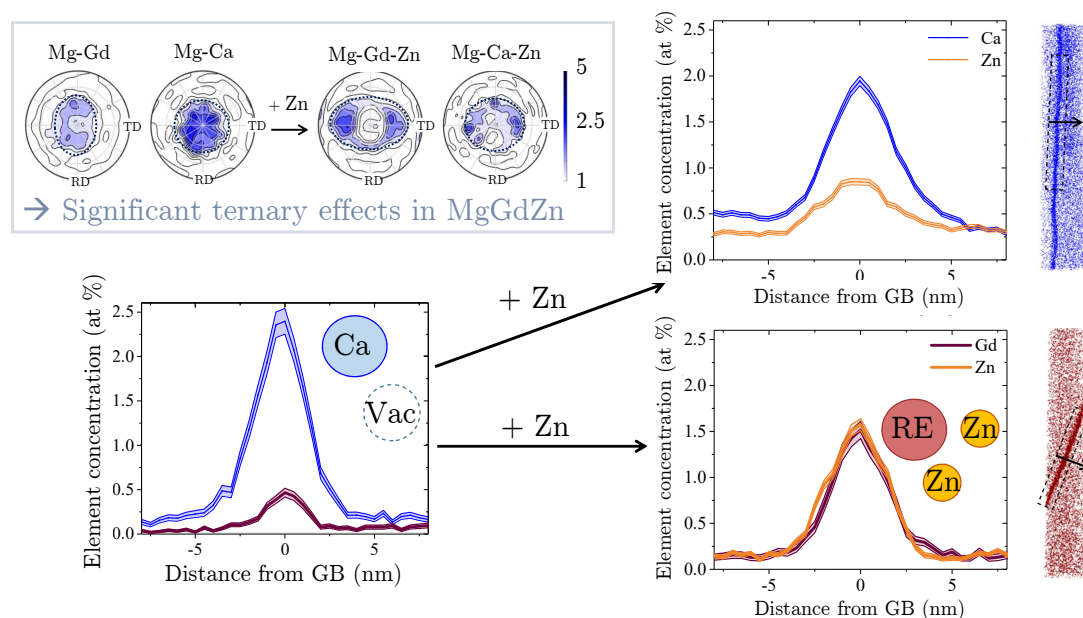 Mg-Gd Mg-Ca Mg-Gd-Zn Mg-Ca-Zn
+ Zn
TD TD TD
RD RD RD RD
5
2.5
1
→ Significant ternary effects in MgGdZn
Element concentration (at %)
2.5
2.0
1.5
1.0
0.5
0.0
Ca
Zn
-5 0 5
Distance from GB (nm)
+ Zn
+ Zn
Element concentration (at %)
2.5
2.0
1.5
1.0
0.5
0.0
Ca
Vac
-5 0 5
Distance from GB (nm)
Element concentration (at %)
2.5
2.0
1.5
1.0
0.5
0.0
Gd
Zn
RE
Zn
Zn
-5 0 5
Distance from GB (nm)